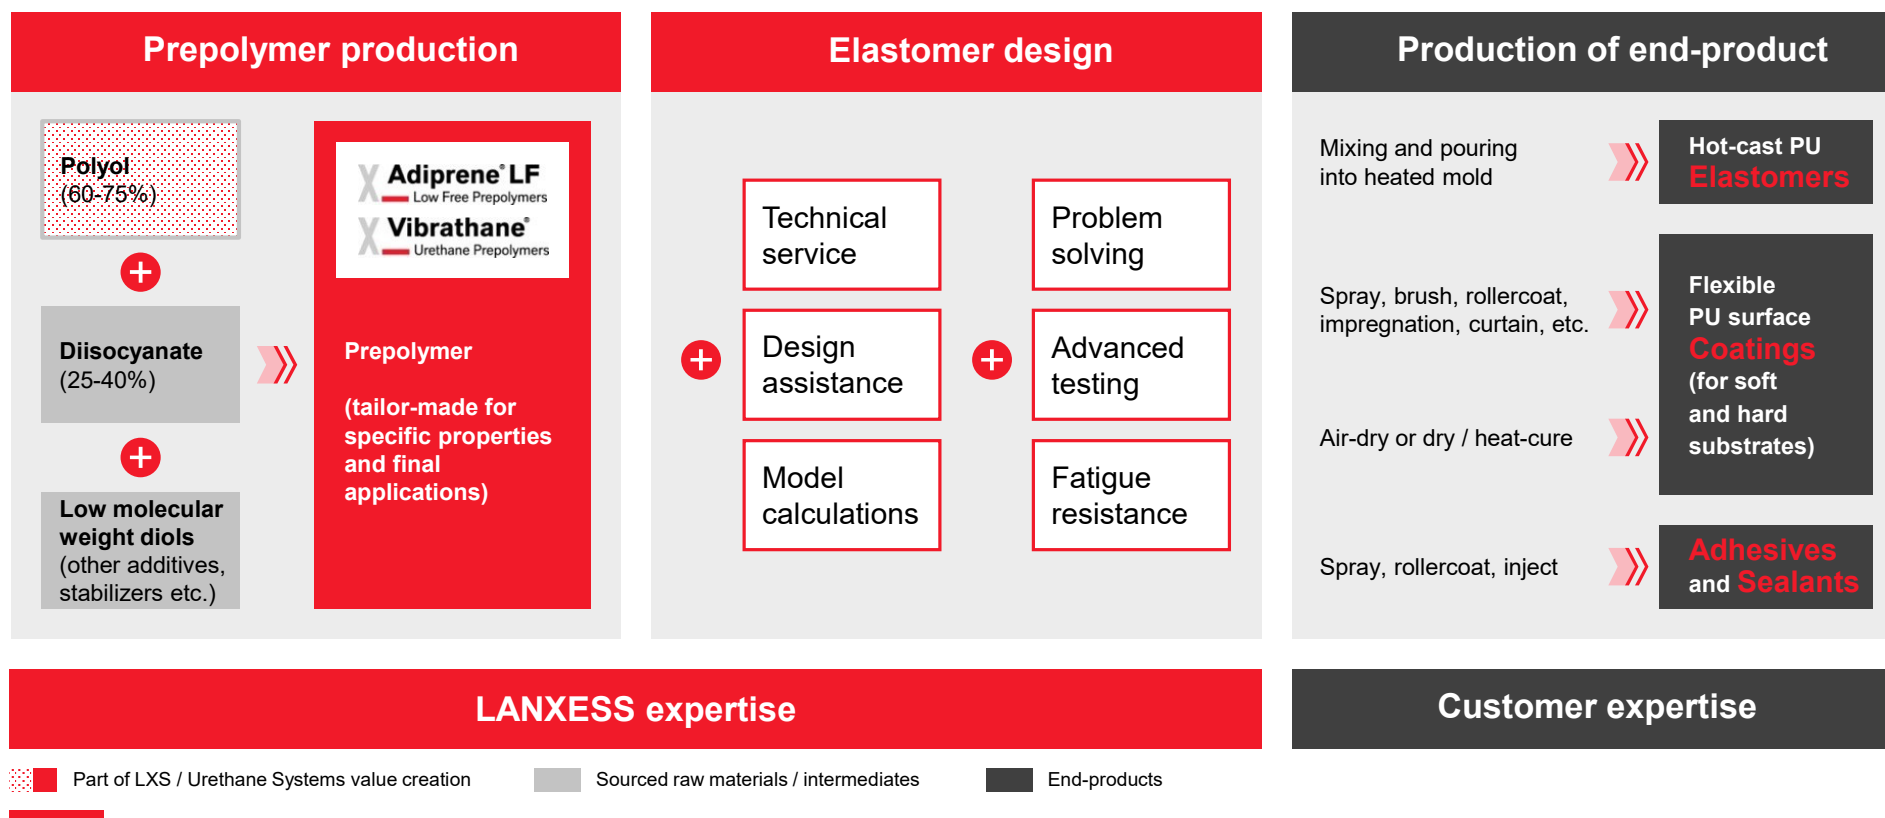 Prepolymer production
Polyol
(60-75%)
Diisocyanate
(25-40%)
Low molecular
weight diols
(other additives,
stabilizers etc.)
Adiprene® LF
Low Free Prepolymers
Vibrathane®
Urethane Prepolymers
Prepolymer
(tailor-made for
specific properties
and final
applications)
Elastomer design
Technical
service
Design
assistance
Model
calculations
Problem
solving
Advanced
testing
Fatigue
resistance
Production of end-product
Mixing and pouring
into heated mold
Hot-cast PU
Elastomers
Spray, brush, rollercoat,
impregnation, curtain, etc.
Air-dry or dry / heat-cure
Flexible
PU surface
Coatings
(for soft
and hard
substrates)
Spray, rollercoat, inject
Adhesives
and Sealants
LANXESS expertise
Customer expertise
Part of LXS / Urethane Systems value creation
Sourced raw materials / intermediates
End-products